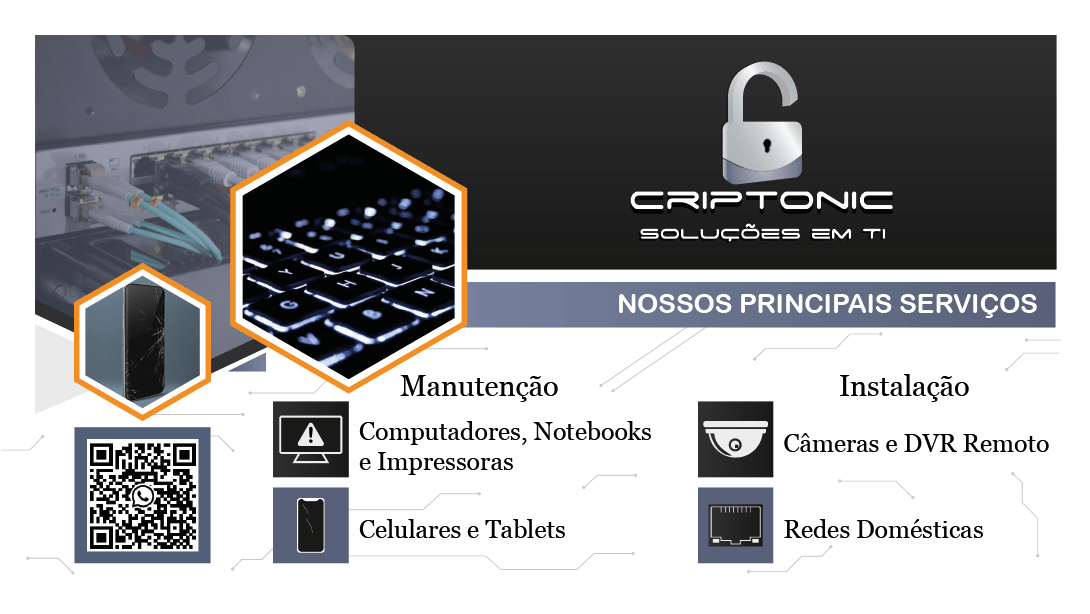 CRIPTONIC
SOLUÇÕES EM TI
NOSSOS PRINCIPAIS SERVIÇOS
Manutenção
Computadores, Notebooks
e Impressoras
Celulares e Tablets
Instalação
Câmeras e DVR Remoto
Redes Domésticas
Y
U
J
K
G
H
N
V